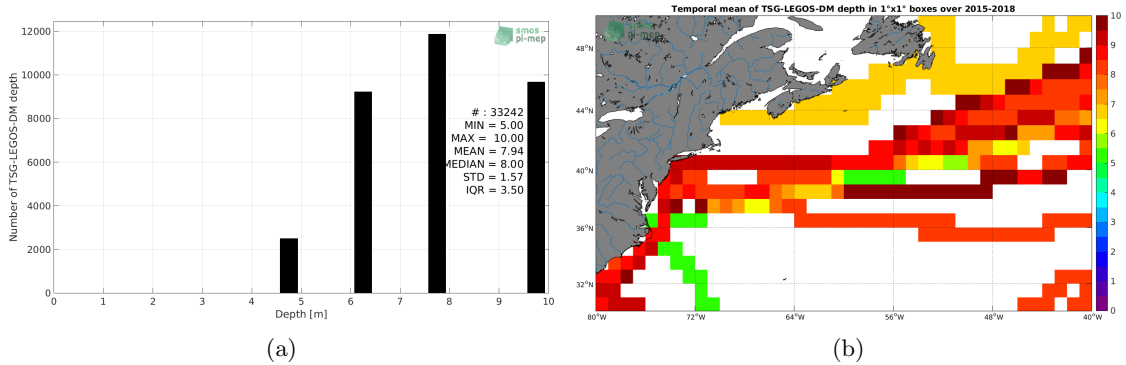 smos
pi-mep
12000
10000
8000
6000
4000
2000
0
Number of TSG-LEGOS-DM depth
# : 33242
MIN = 5.00
MAX = 10.00
MEAN = 7.94
MEDIAN = 8.00
STD = 1.57
IQR = 3.50
0 1 2 3 4 5 6 7 8 9 10
Depth [m]
(a)
Temporal mean of TSG-LEGOS-DM depth in 1°x1° boxes over 2015-2018
smos
pi-mep
48°N
44°N
40°N
36°N
32°N
80°W 72°W 64°W 56°W 48°W 40°W
10
9
8
7
6
5
4
3
2
1
0
(b)